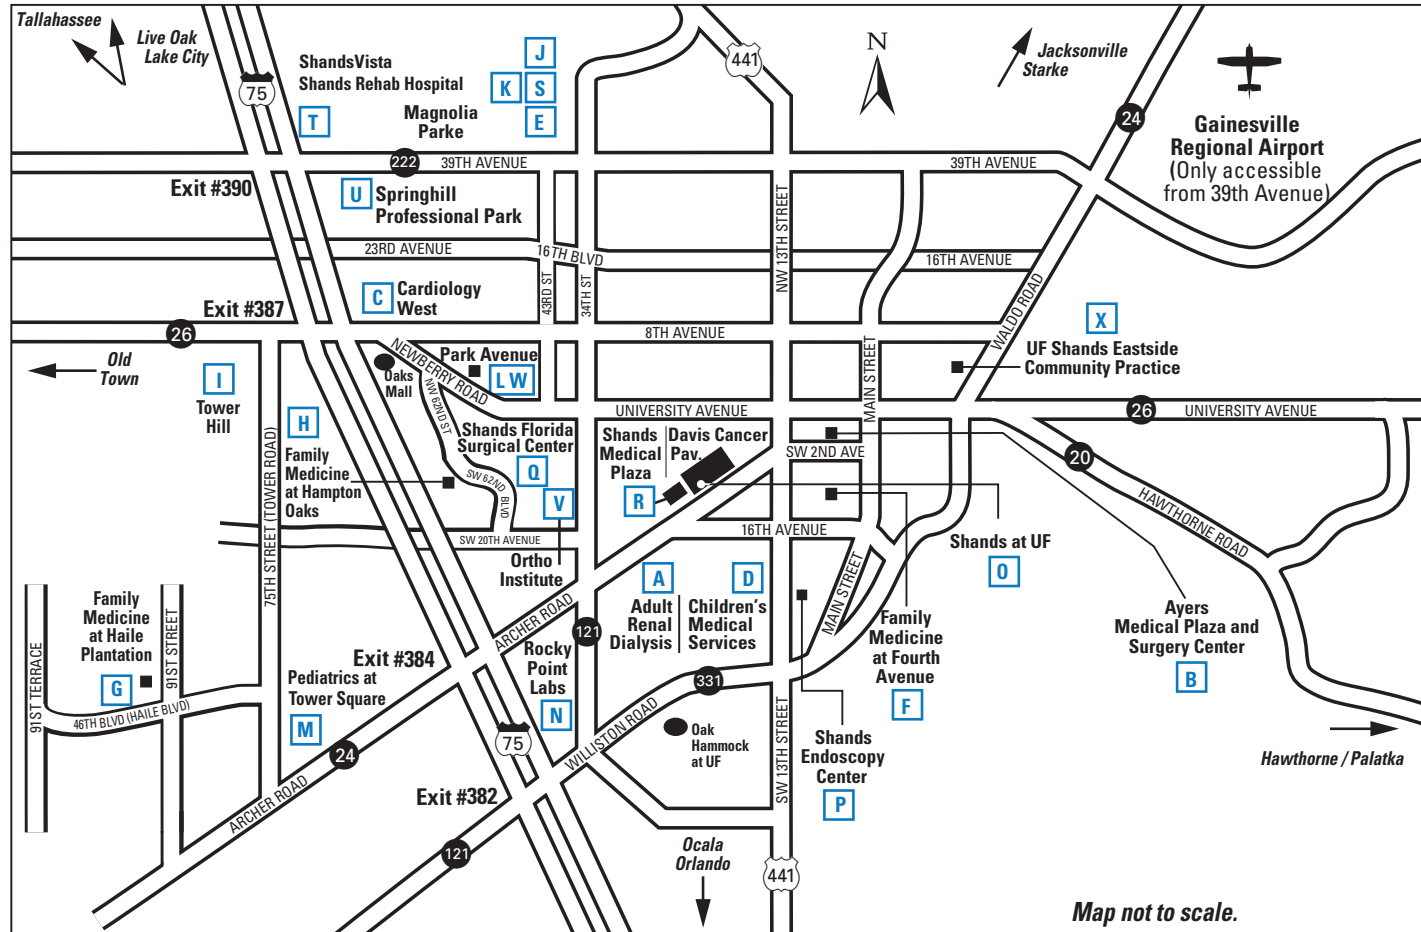 Tallahassee
Live Oak
Lake City
75
ShandsVista
Shands Rehab Hospital
J
K
S
T
Magnolia
Parke
E
441
N
Jacksonville
Starke
24
Gainesville
Regional Airport
(Only accessible
from 39th Avenue)
222
39TH AVENUE
39TH AVENUE
Exit #390
U
Springhill
Professional Park
NW 13TH STREET
23RD AVENUE
16TH BLVD
16TH AVENUE
43RD ST
34TH ST
C
Cardiology
West
Exit #387
26
8TH AVENUE
WALDO ROAD
X
UF Shands Eastside
Community Practice
Old
Town
NEWBERRY ROAD
Oaks
Mall
Park Avenue
L W
NW 62ND ST
MAIN STREET
I
Tower
Hill
UNIVERSITY AVENUE
26
UNIVERSITY AVENUE
H
Family
Medicine
at Hampton
Oaks
Shands Florida
Surgical Center
Q
SW 62ND
BLVD
V
Shands
Medical
Plaza
Davis Cancer
Pav.
R
SW 2ND AVE
20
HAWTHORNE ROAD
75TH STREET (TOWER ROAD)
SW 20TH AVENUE
16TH AVENUE
Ortho
Institute
Shands at UF
O
A
Adult
Renal
Dialysis
D
Children's
Medical
Services
MAIN STREET
Family
Medicine
at Fourth
Avenue
F
Ayers
Medical Plaza and
Surgery Center
B
Family
Medicine
at Haile
Plantation
G
91ST TERRACE
91ST STREET
46TH BLVD (HAILE BLVD)
ARCHER ROAD
121
Exit #384
Pediatrics at
Tower Square
M
Rocky
Point
Labs
N
331
WILLISTON ROAD
Oak
Hammock
at UF
SW 13TH STREET
Shands
Endoscopy
Center
P
24
75
ARCHER ROAD
Exit #382
121
Hawthorne / Palatka
Ocala
Orlando
441
Map not to scale.